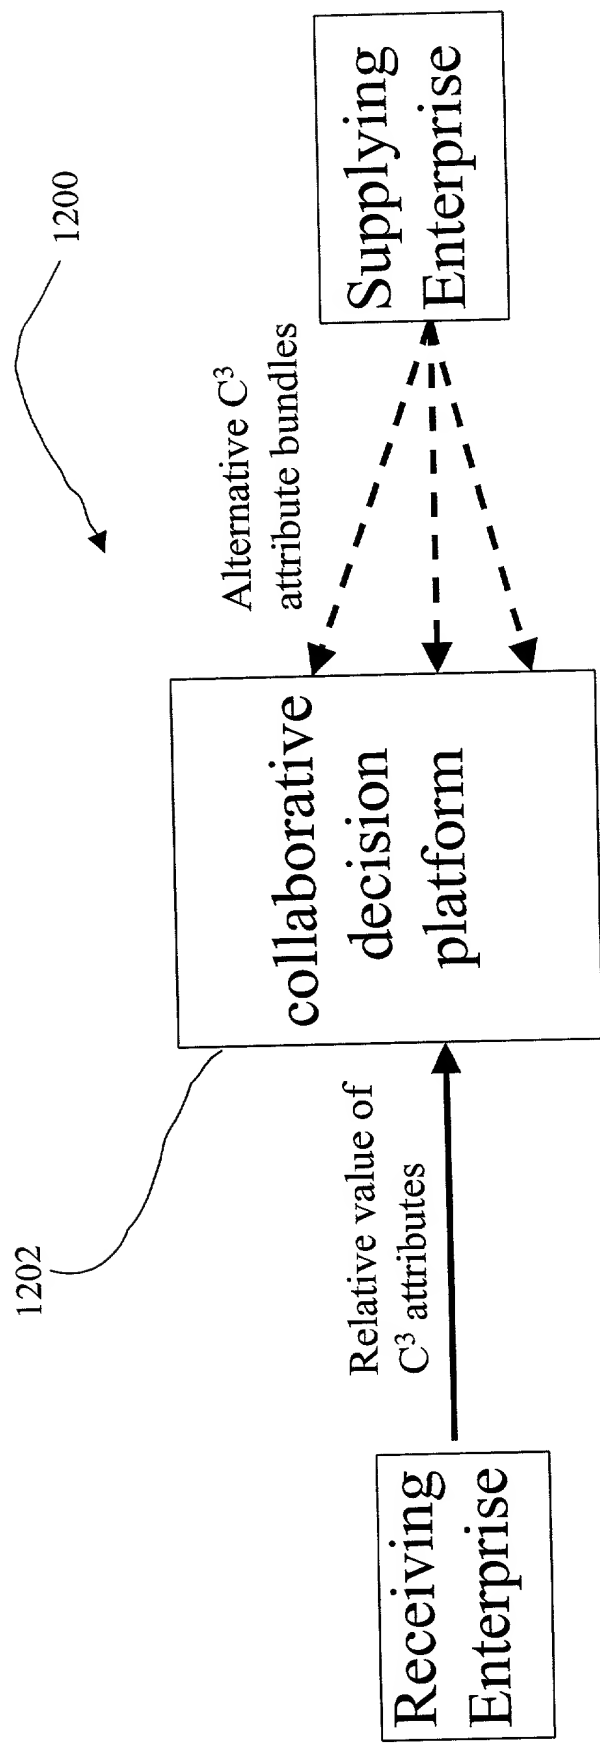 1200
1202
Receiving
Enterprise
Relative value of
C³ attributes
collaborative
decision
platform
Alternative C³
attribute bundles
Supplying
Enterprise